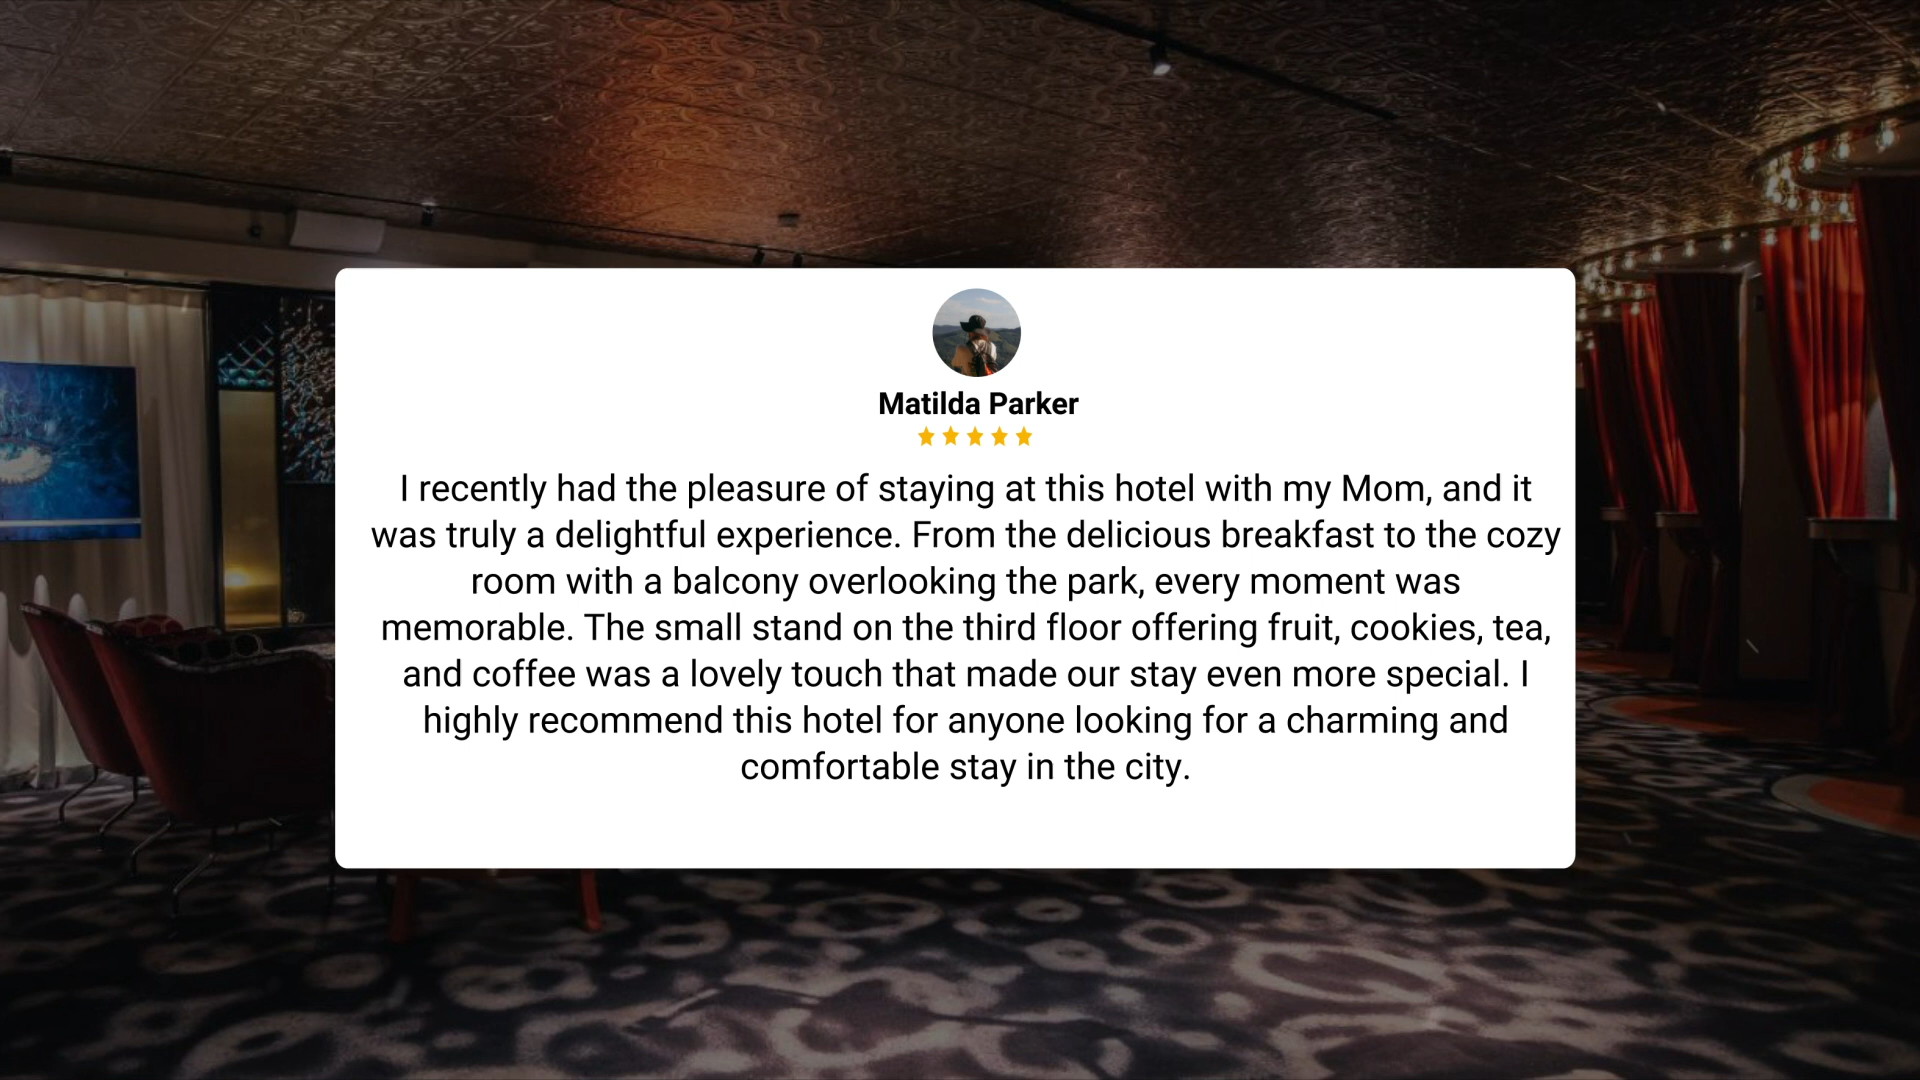 Matilda Parker
I recently had the pleasure of staying at this hotel with my Mom, and it
was truly a delightful experience. From the delicious breakfast to the cozy
room with a balcony overlooking the park, every moment was
memorable. The small stand on the third floor offering fruit, cookies, tea,
and coffee was a lovely touch that made our stay even more special. I
highly recommend this hotel for anyone looking for a charming and
comfortable stay in the city.